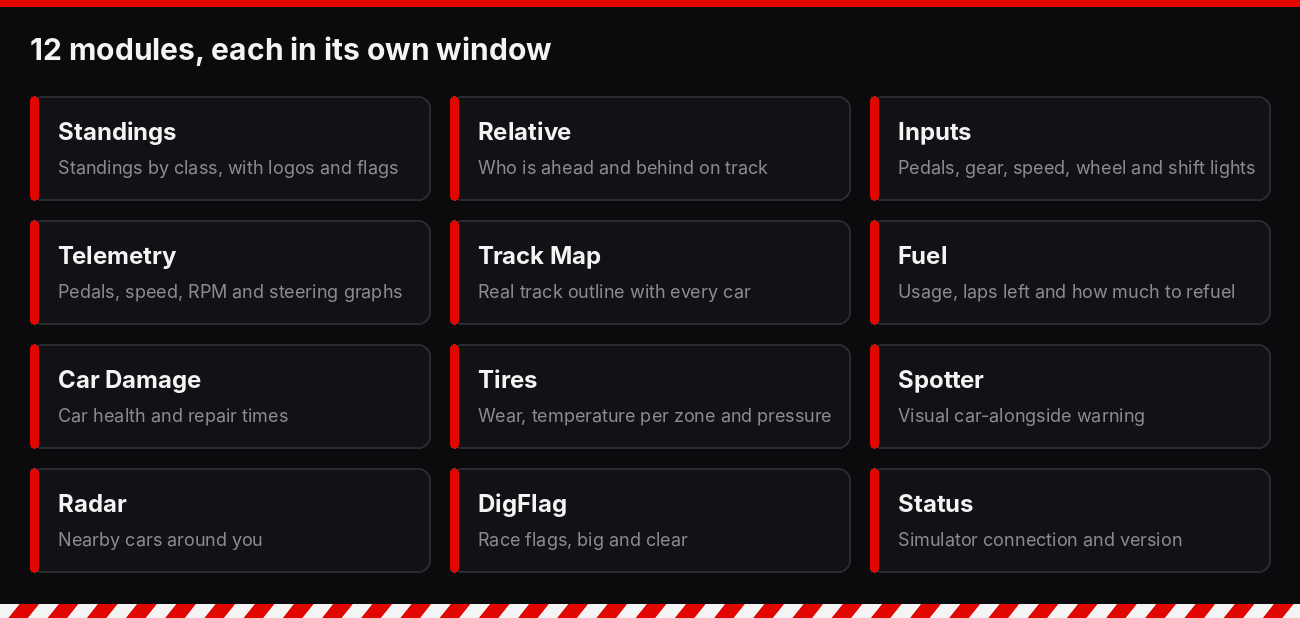 12 modules, each in its own window
Standings
Standings by class, with logos and flags
Relative
Who is ahead and behind on track
Inputs
Pedals, gear, speed, wheel and shift lights
Telemetry
Pedals, speed, RPM and steering graphs
Track Map
Real track outline with every car
Fuel
Usage, laps left and how much to refuel
Car Damage
Car health and repair times
Tires
Wear, temperature per zone and pressure
Spotter
Visual car-alongside warning
Radar
Nearby cars around you
DigFlag
Race flags, big and clear
Status
Simulator connection and version